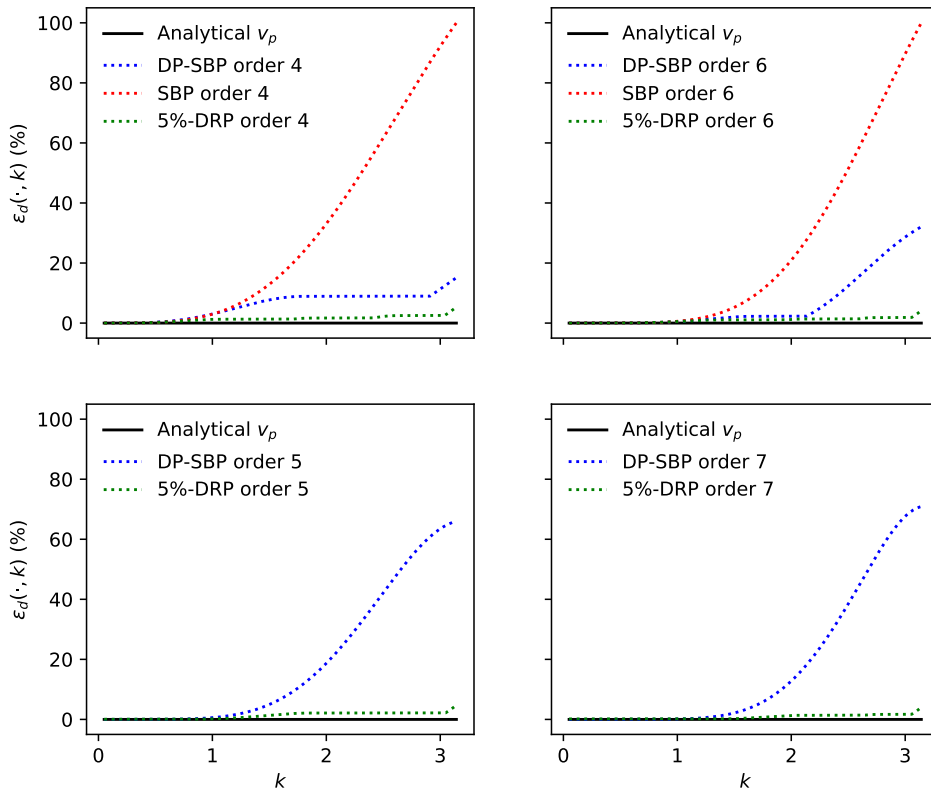 100
80
60
40
20
0
εd(·, k) (%)
Analytical vp
DP-SBP order 4
SBP order 4
5%-DRP order 4
Analytical vp
DP-SBP order 6
SBP order 6
5%-DRP order 6
100
80
60
40
20
0
εd(·, k) (%)
Analytical vp
DP-SBP order 5
5%-DRP order 5
0 1 2 3
k
Analytical vp
DP-SBP order 7
5%-DRP order 7
0 1 2 3
k